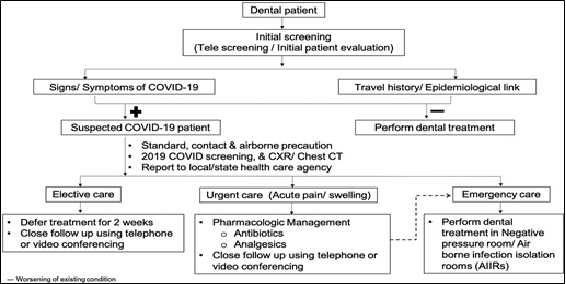 Dental patient
Initial screening
(Tele screening / Initial patient evaluation)
Signs/ Symptoms of COVID-19
Travel history/ Epidemiological link
+
−
Suspected COVID-19 patient
Perform dental treatment
• Standard, contact & airborne precaution
• 2019 COVID screening, & CXR/ Chest CT
• Report to local/state health care agency
Elective care
Urgent care (Acute pain/ swelling)
Emergency care
• Defer treatment for 2 weeks
• Close follow up using telephone
or video conferencing
• Pharmacologic Management
o Antibiotics
o Analgesics
• Close follow up using telephone or
video conferencing
• Perform dental
treatment in Negative
pressure room/ Air
borne infection isolation
rooms (AIIRs)
--- Worsening of existing condition